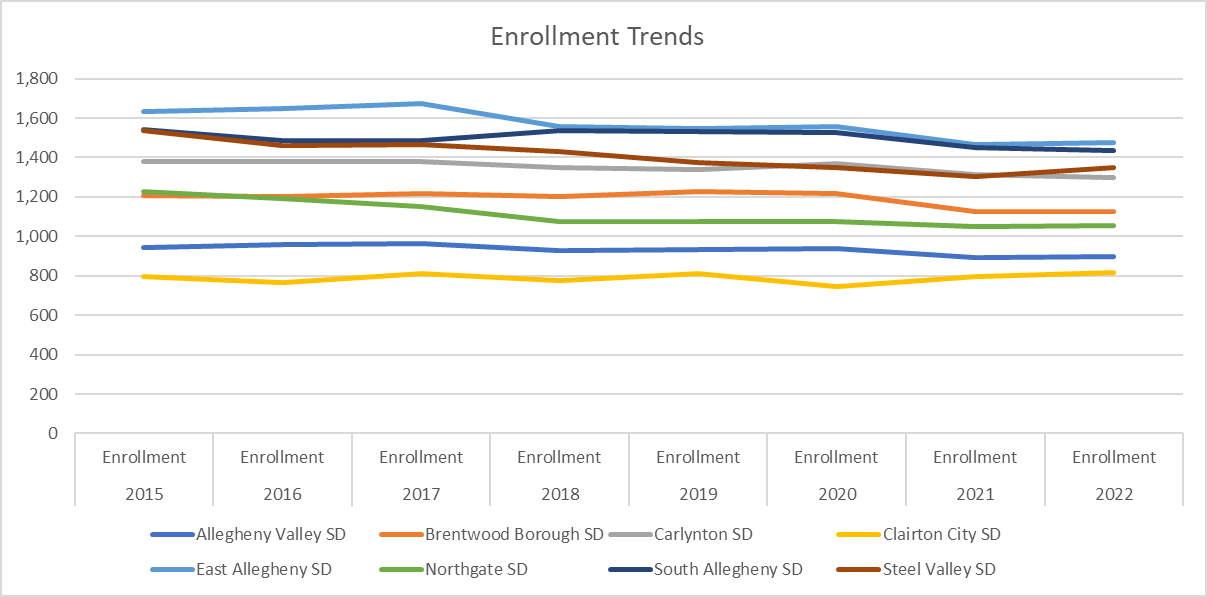 Enrollment Trends
1,800
1,600
1,400
1,200
1,000
800
600
400
200
0
Enrollment Enrollment Enrollment Enrollment Enrollment Enrollment Enrollment Enrollment
2015 2016 2017 2018 2019 2020 2021 2022
Allegheny Valley SD Brentwood Borough SD Carlynton SD Clairton City SD
East Allegheny SD Northgate SD South Allegheny SD Steel Valley SD